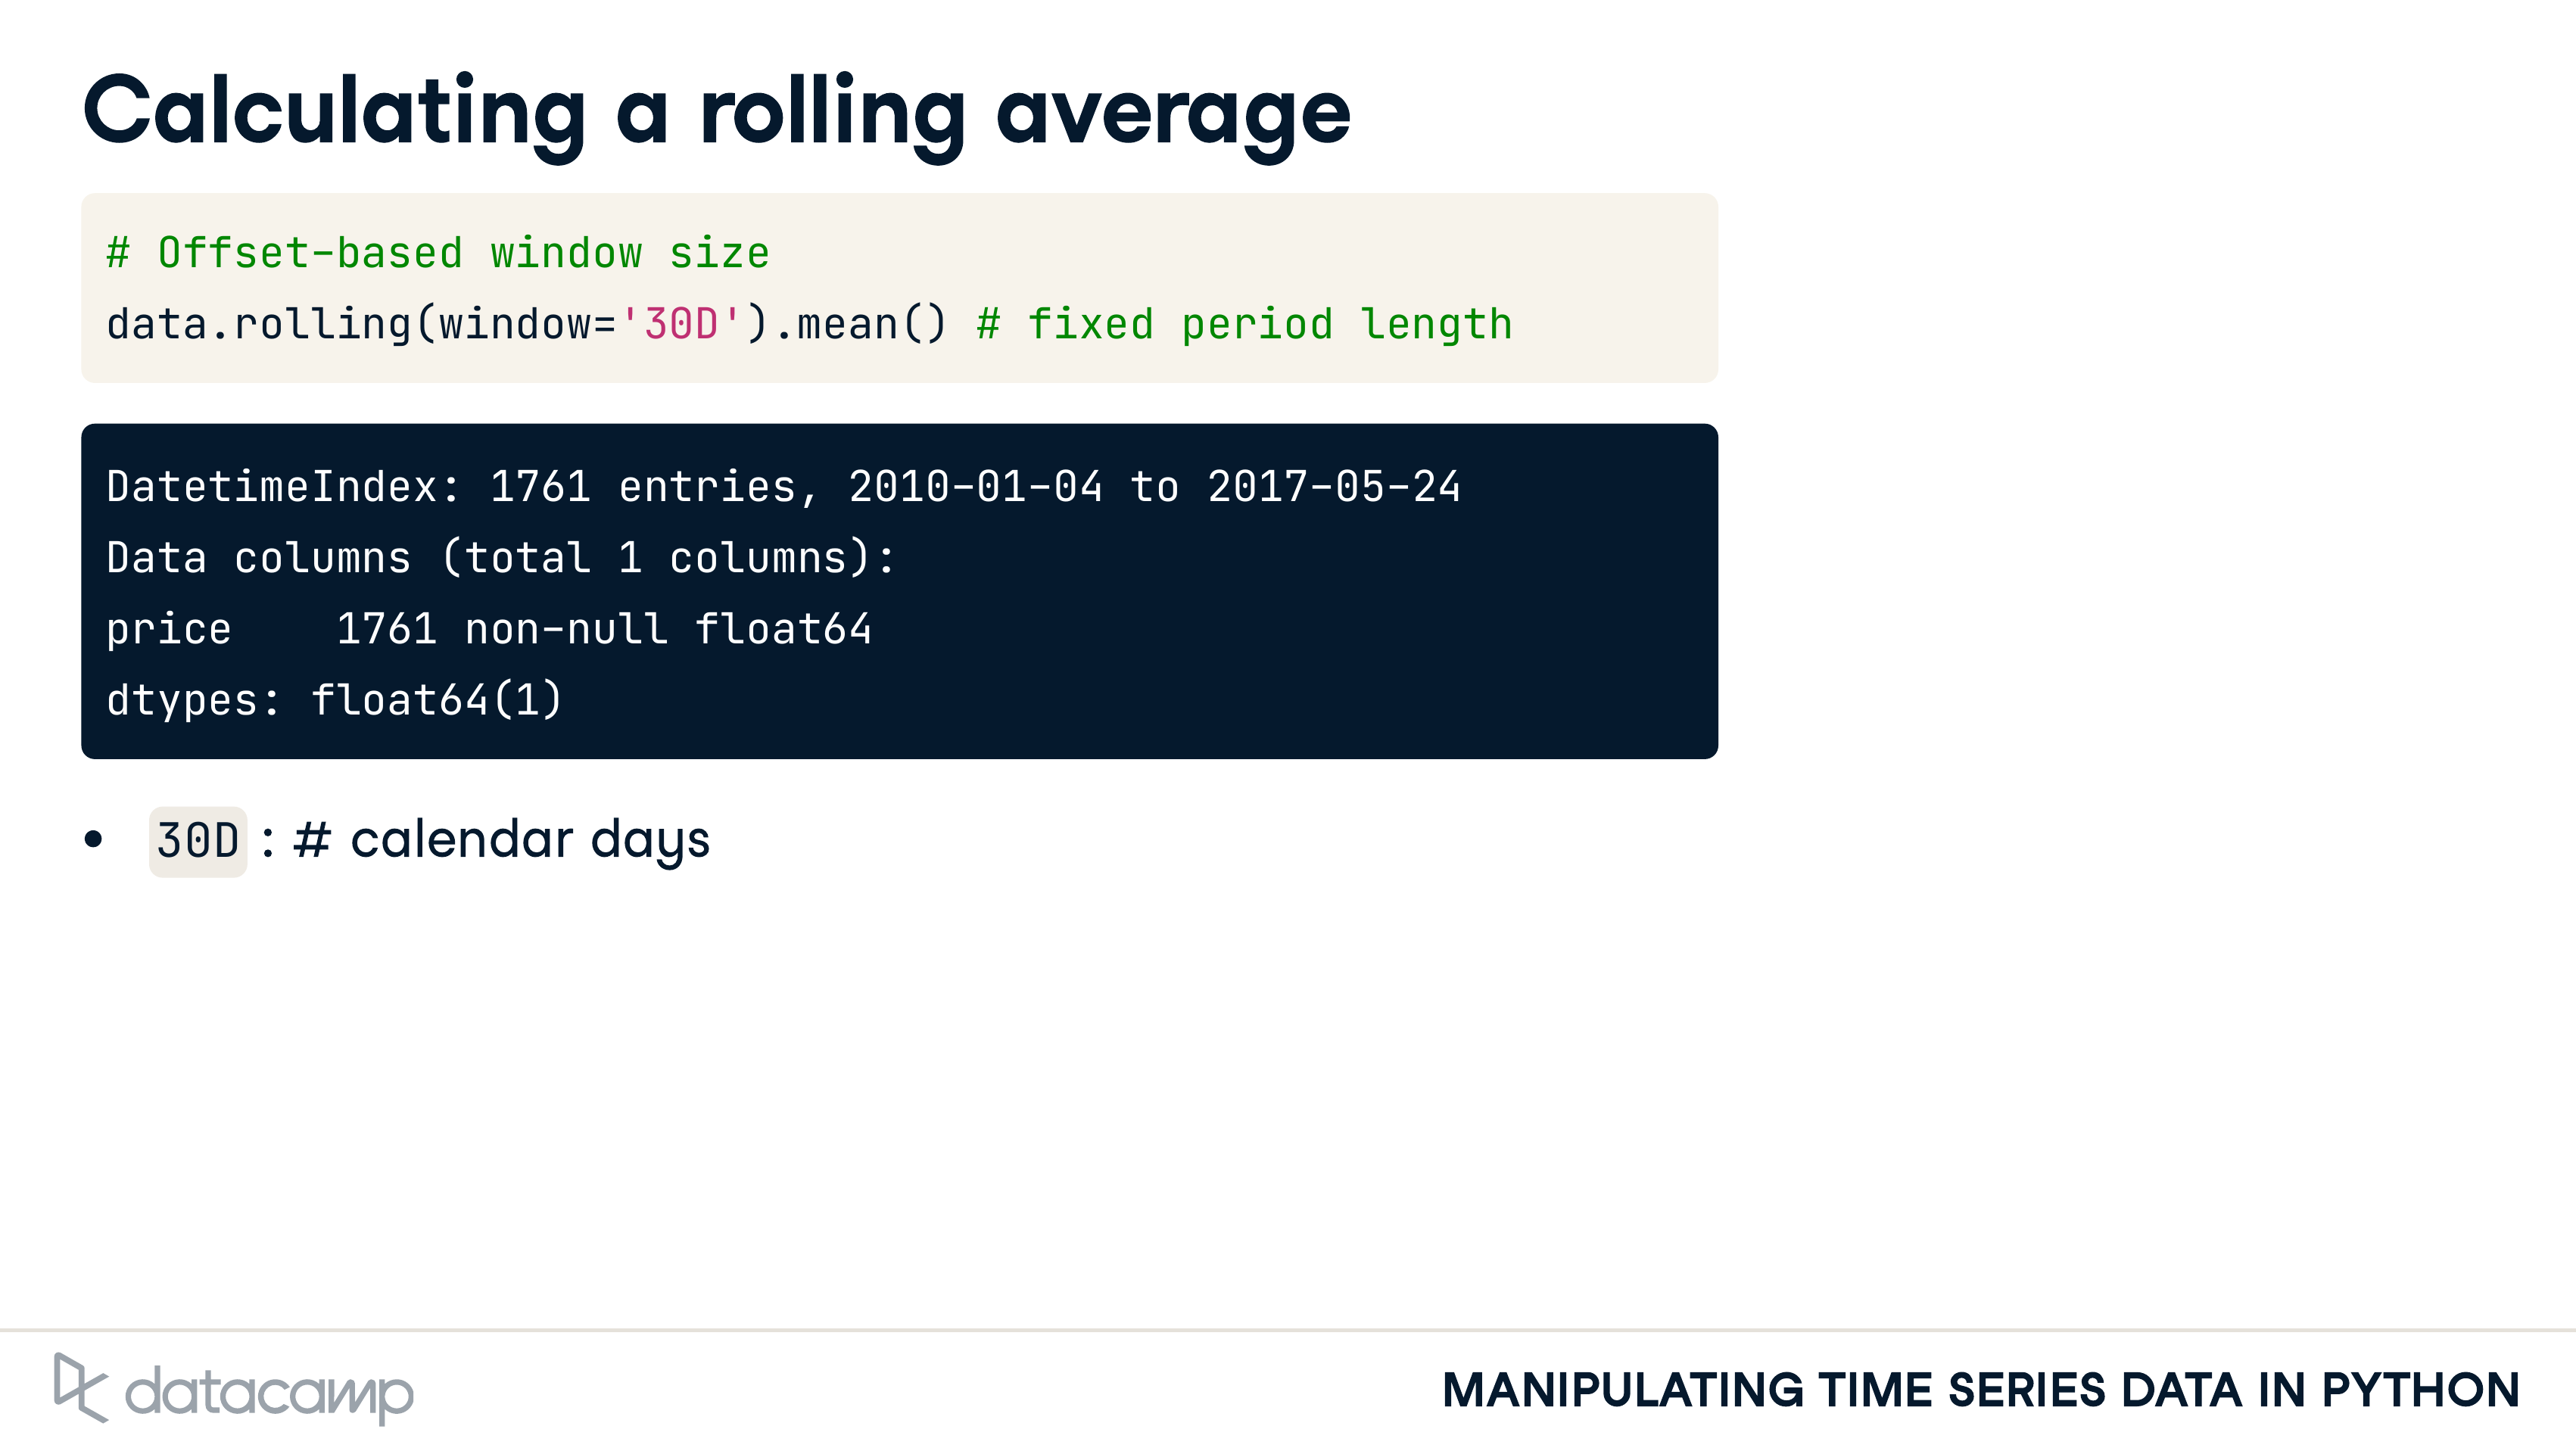 Calculating a rolling average
# Offset-based window size
data.rolling(window='30D').mean() # fixed period length
DatetimeIndex: 1761 entries, 2010-01-04 to 2017-05-24
Data columns (total 1 columns):
price    1761 non-null float64
dtypes: float64(1)
• 30D : # calendar days
datacamp
MANIPULATING TIME SERIES DATA IN PYTHON